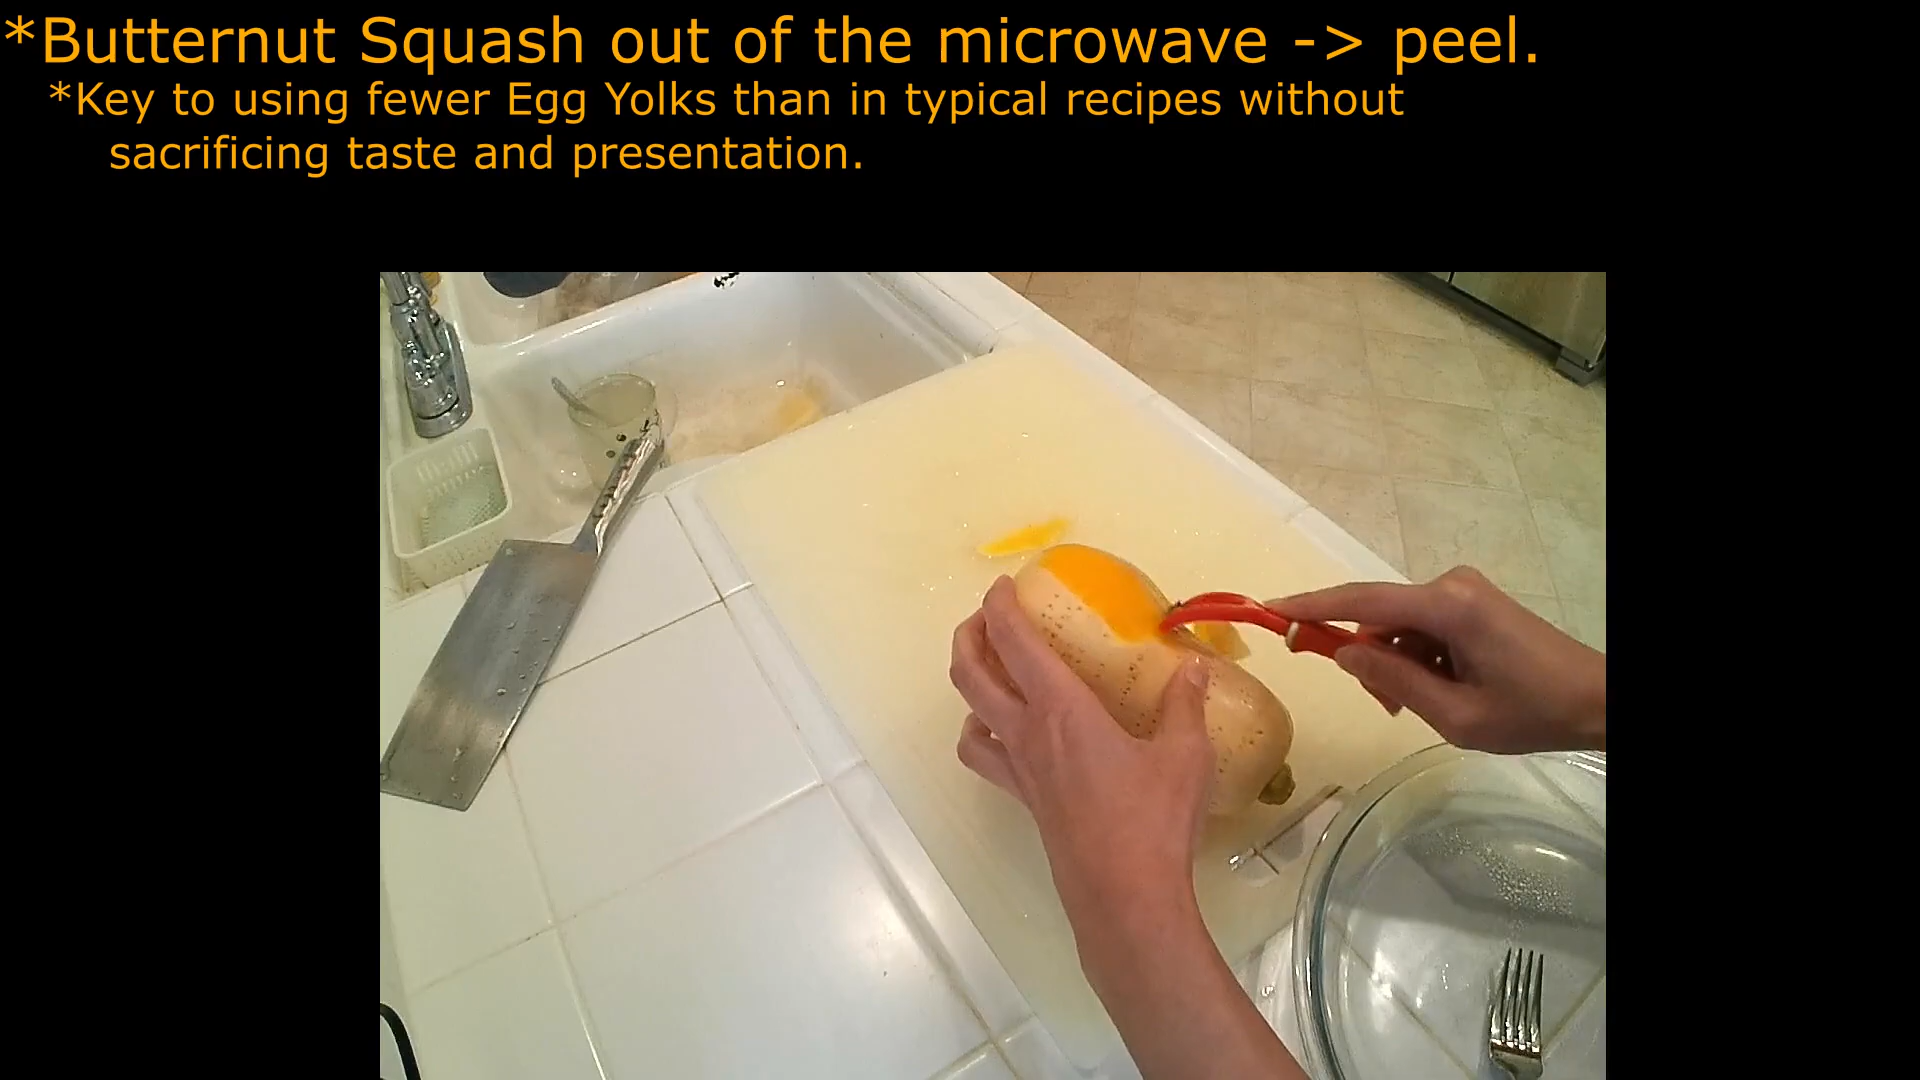 *Butternut Squash out of the microwave -> peel.
*Key to using fewer Egg Yolks than in typical recipes without
sacrificing taste and presentation.